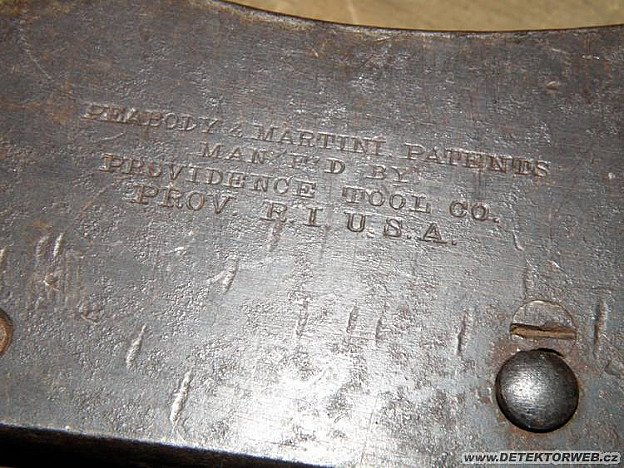 PEABODY & MARTINI. PATENTS
MAN'F'D BY
PROVIDENCE TOOL CO.
PROV. R.I. U.S.A.
www.DETEKTORWEB.cz